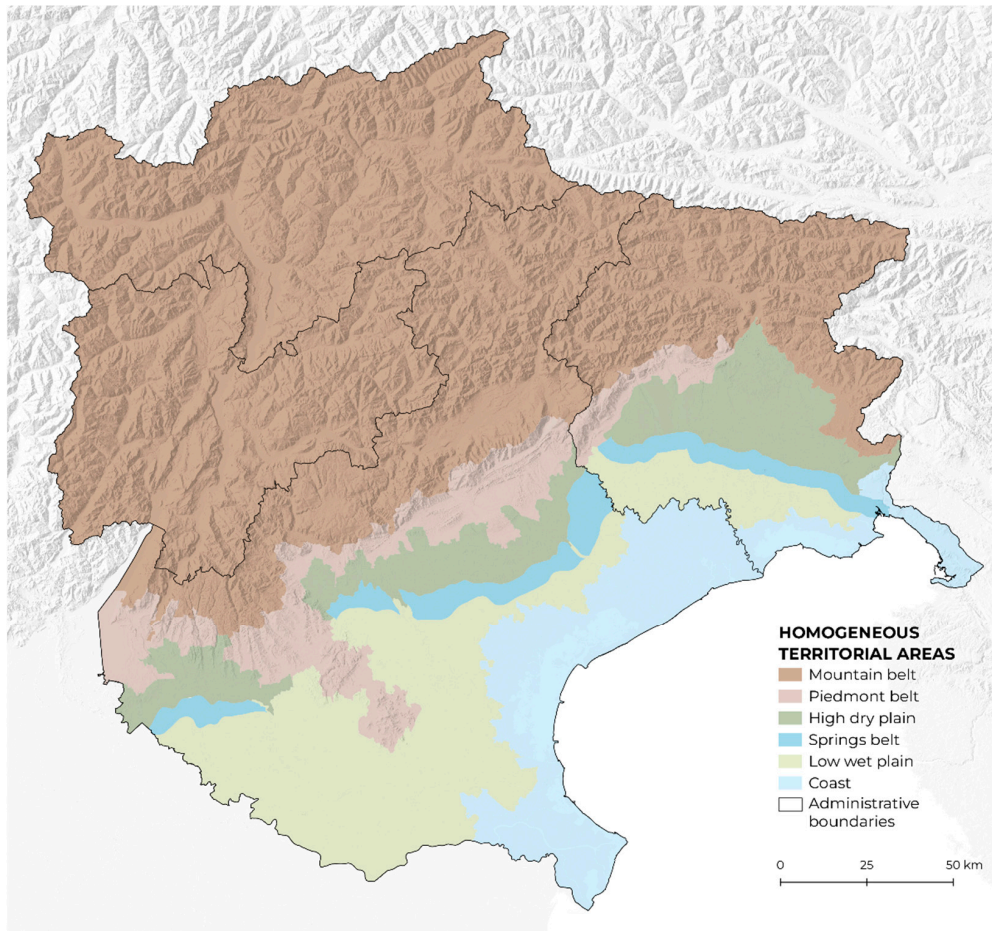 HOMOGENEOUS
TERRITORIAL AREAS
Mountain belt
Piedmont belt
High dry plain
Springs belt
Low wet plain
Coast
Administrative
boundaries
0 25 50 km